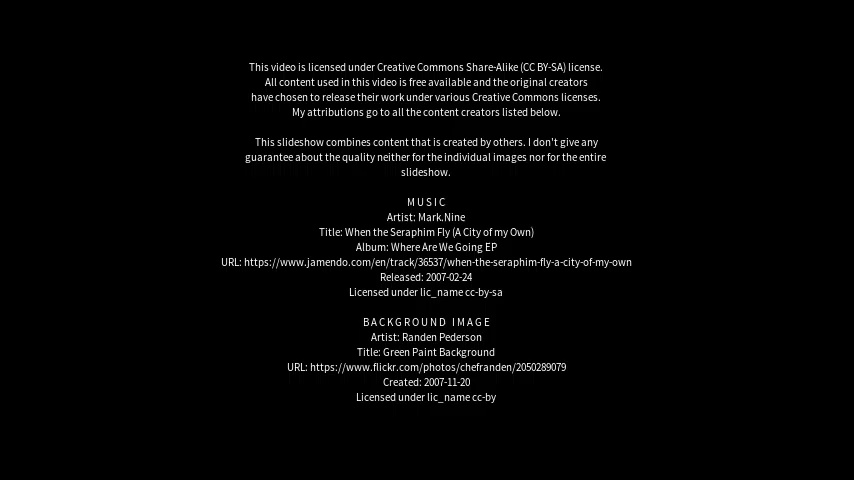 This video is licensed under Creative Commons Share-Alike (CC BY-SA) license.
All content used in this video is free available and the original creators
have chosen to release their work under various Creative Commons licenses.
My attributions go to all the content creators listed below.
This slideshow combines content that is created by others. I don't give any
guarantee about the quality neither for the individual images nor for the entire
slideshow.
M U S I C
Artist: Mark.Nine
Title: When the Seraphim Fly (A City of my Own)
Album: Where Are We Going EP
URL: https://www.jamendo.com/en/track/36537/when-the-seraphim-fly-a-city-of-my-own
Released: 2007-02-24
Licensed under lic_name cc-by-sa
B A C K G R O U N D   I M A G E
Artist: Randen Pederson
Title: Green Paint Background
URL: https://www.flickr.com/photos/chefranden/2050289079
Created: 2007-11-20
Licensed under lic_name cc-by